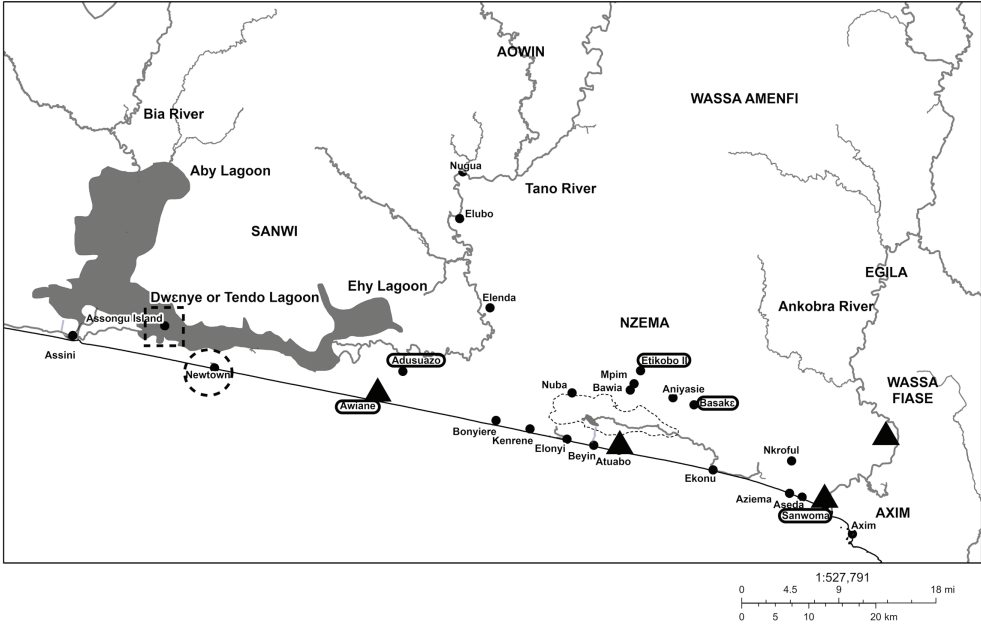 AOWIN
WASSA AMENFI
Bia River
Aby Lagoon
Nugua
Tano River
Elubo
SANWI
EGILA
Ehy Lagoon
Dwɛnye or Tendo Lagoon
Elenda
Ankobra River
Assongu Island
NZEMA
Assini
Adusuazo
Etikobo II
Newtown
Mpim
Nuba
Bawia
Aniyasie
WASSA
FIASE
Awiane
Basakɛ
Bonyiere
Kenrene
Elonyi
Beyin
Atuabo
Nkroful
Ekonu
Aziema
Aseda
Sanwoma
AXIM
Axim
1:527,791
0 4.5 9 18 mi
0 5 10 20 km